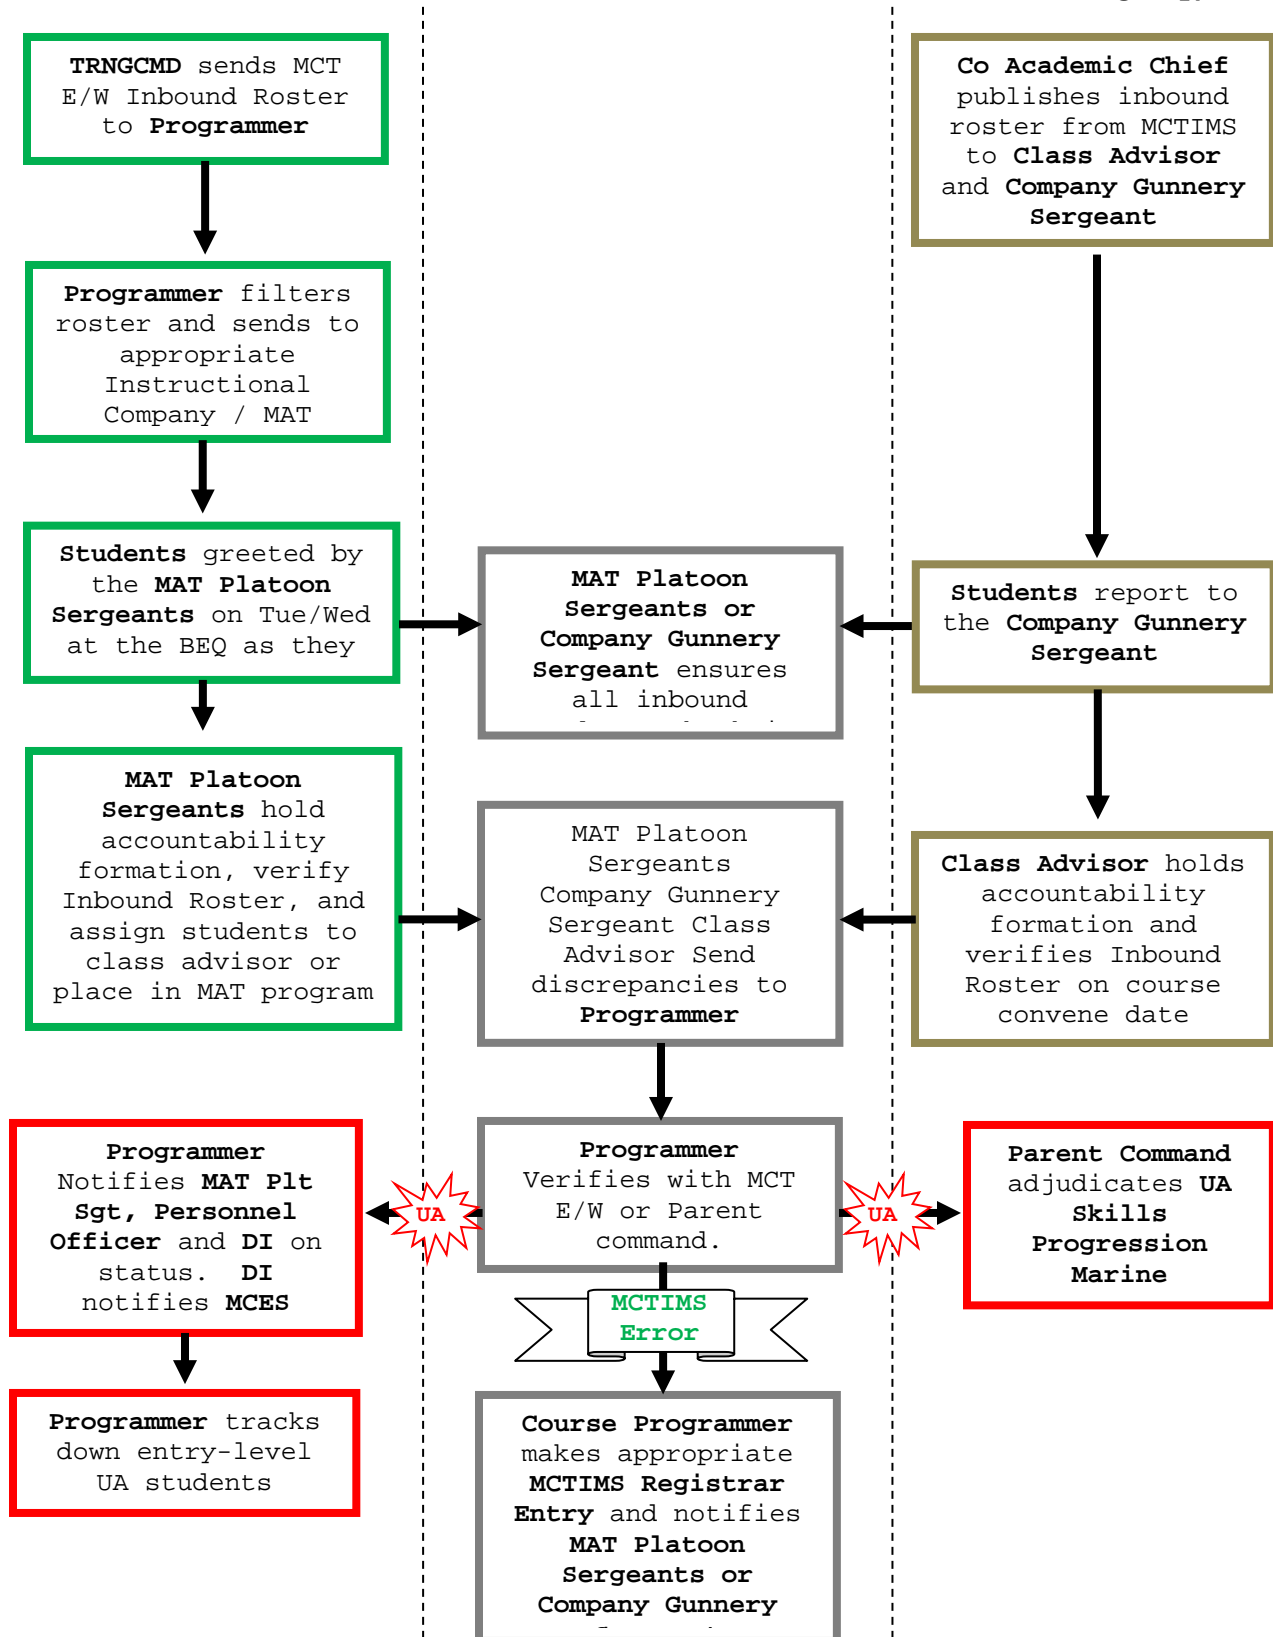 TRNGCMD sends MCT
E/W Inbound Roster
to Programmer
Programmer filters
roster and sends to
appropriate
Instructional
Company / MAT
Students greeted by
the MAT Platoon
Sergeants on Tue/Wed
at the BEQ as they
MAT Platoon
Sergeants hold
accountability
formation, verify
Inbound Roster, and
assign students to
class advisor or
place in MAT program
Programmer
Notifies MAT Plt
Sgt, Personnel
Officer and DI on
status. DI
notifies MCES
Programmer tracks
down entry-level
UA students
MAT Platoon
Sergeants or
Company Gunnery
Sergeant ensures
all inbound
MAT Platoon
Sergeants
Company Gunnery
Sergeant Class
Advisor Send
discrepancies to
Programmer
UA
Programmer
Verifies with MCT
E/W or Parent
command.
UA
MCTIMS
Error
Course Programmer
makes appropriate
MCTIMS Registrar
Entry and notifies
MAT Platoon
Sergeants or
Company Gunnery
Co Academic Chief
publishes inbound
roster from MCTIMS
to Class Advisor
and Company Gunnery
Sergeant
Students report to
the Company Gunnery
Sergeant
Class Advisor holds
accountability
formation and
verifies Inbound
Roster on course
convene date
Parent Command
adjudicates UA
Skills
Progression
Marine